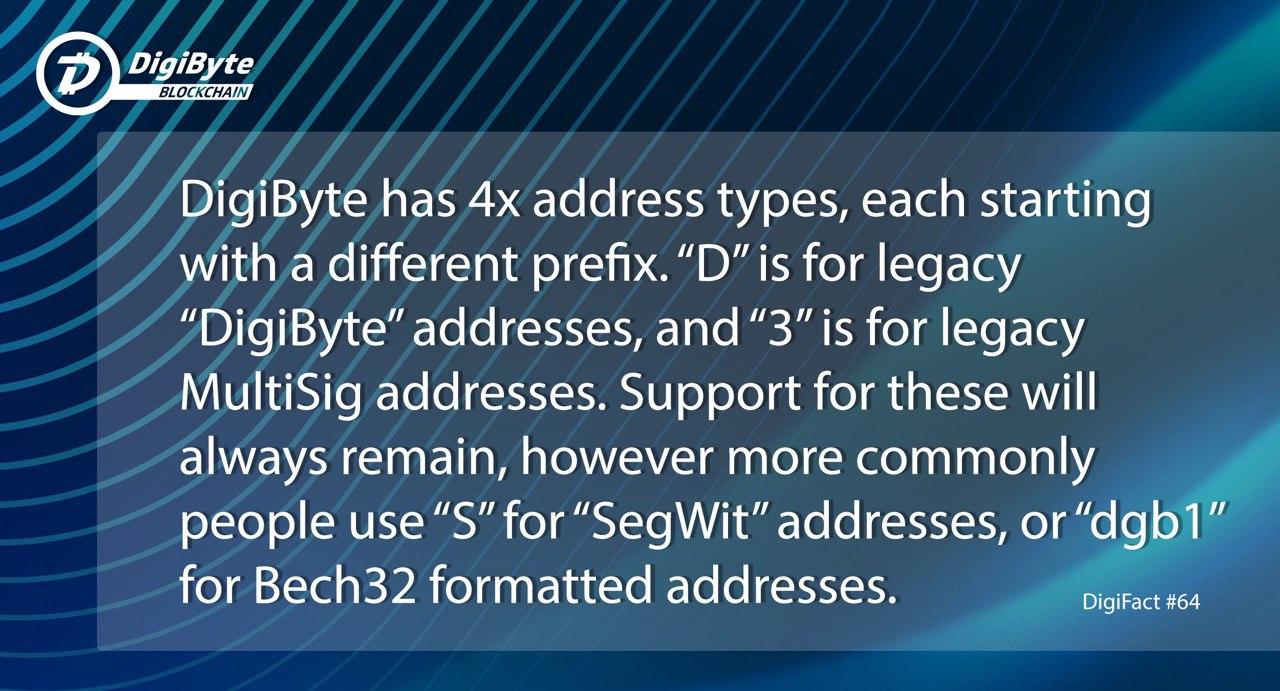 DigiByte
BLOCKCHAIN
DigiByte has 4x address types, each starting
with a different prefix. “D” is for legacy
“DigiByte” addresses, and “3” is for legacy
MultiSig addresses. Support for these will
always remain, however more commonly
people use “S” for “SegWit” addresses, or “dgb1”
for Bech32 formatted addresses.
DigiFact #64